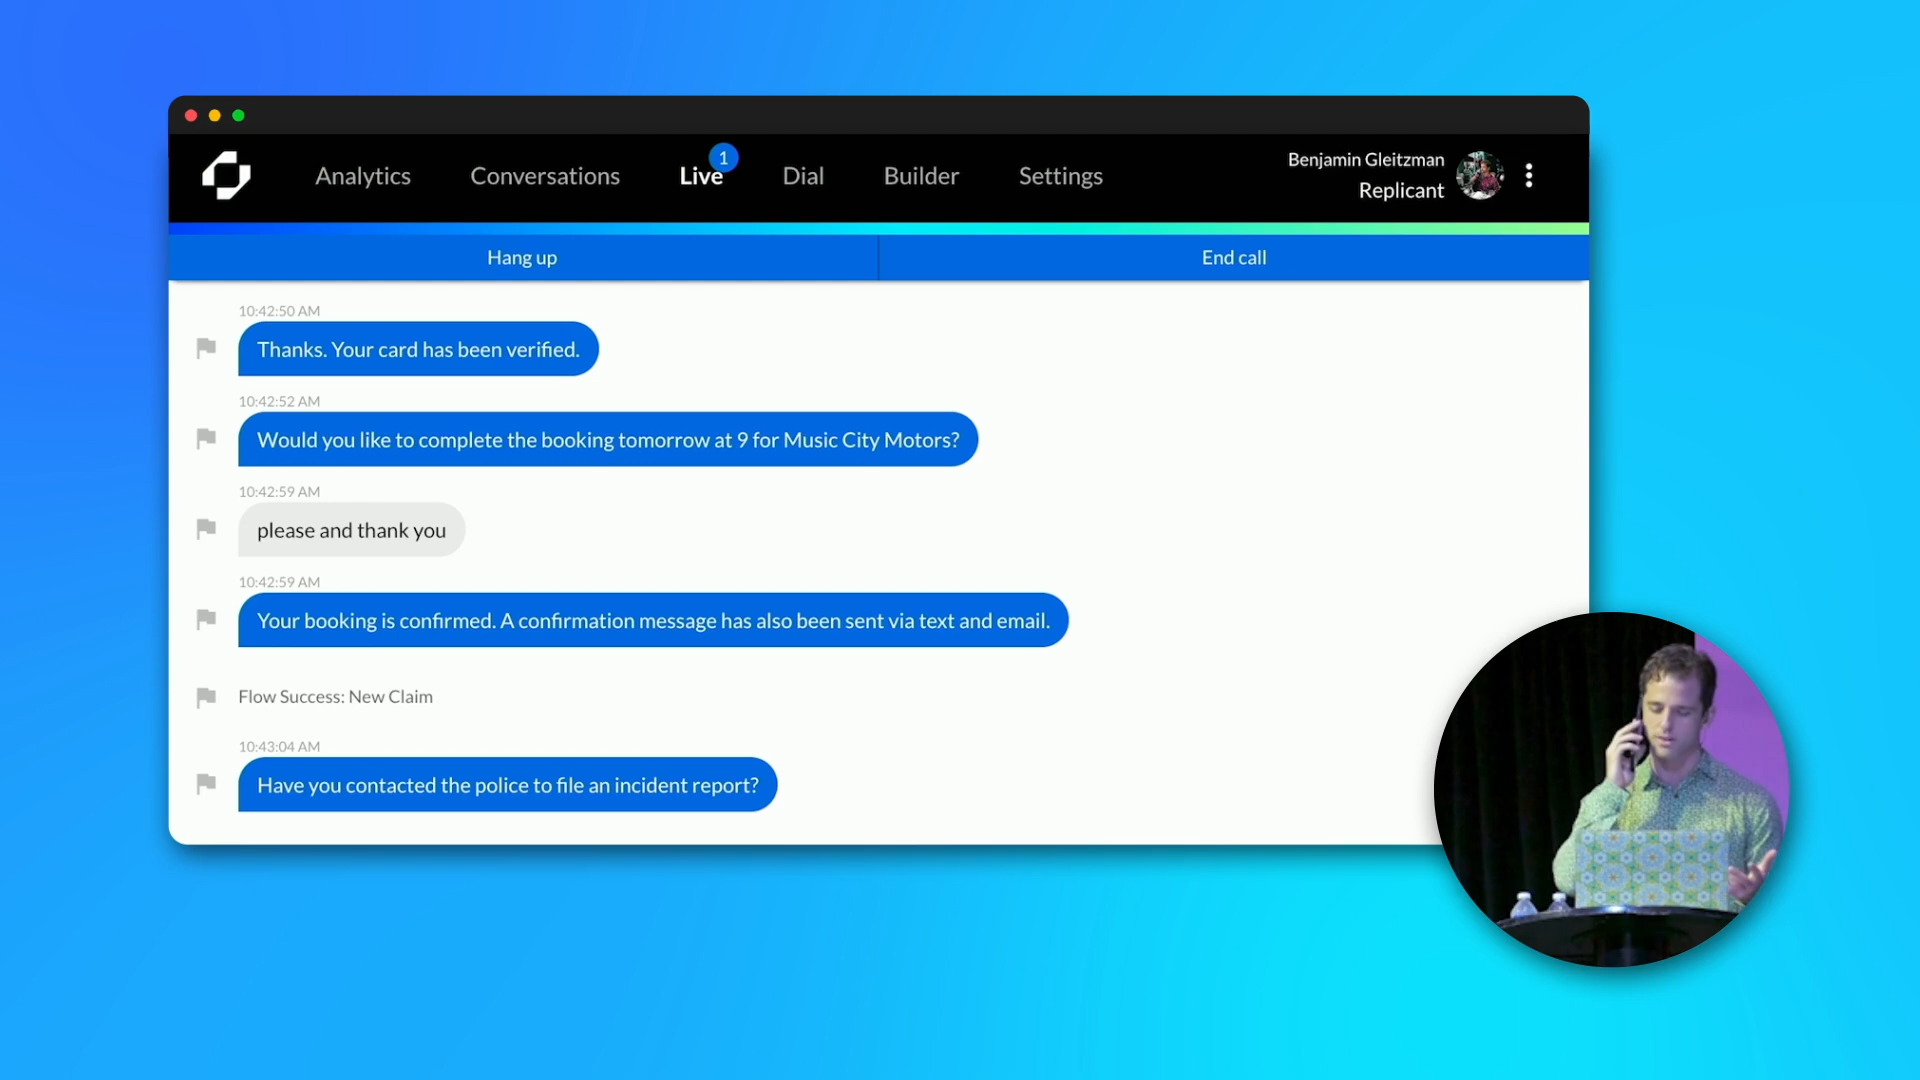 Analytics
Conversations
Live
1
Dial
Builder
Settings
Benjamin Gleitzman
Replicant
Hang up
End call
10:42:50 AM
Thanks. Your card has been verified.
10:42:52 AM
Would you like to complete the booking tomorrow at 9 for Music City Motors?
10:42:59 AM
please and thank you
10:42:59 AM
Your booking is confirmed. A confirmation message has also been sent via text and email.
Flow Success: New Claim
10:43:04 AM
Have you contacted the police to file an incident report?